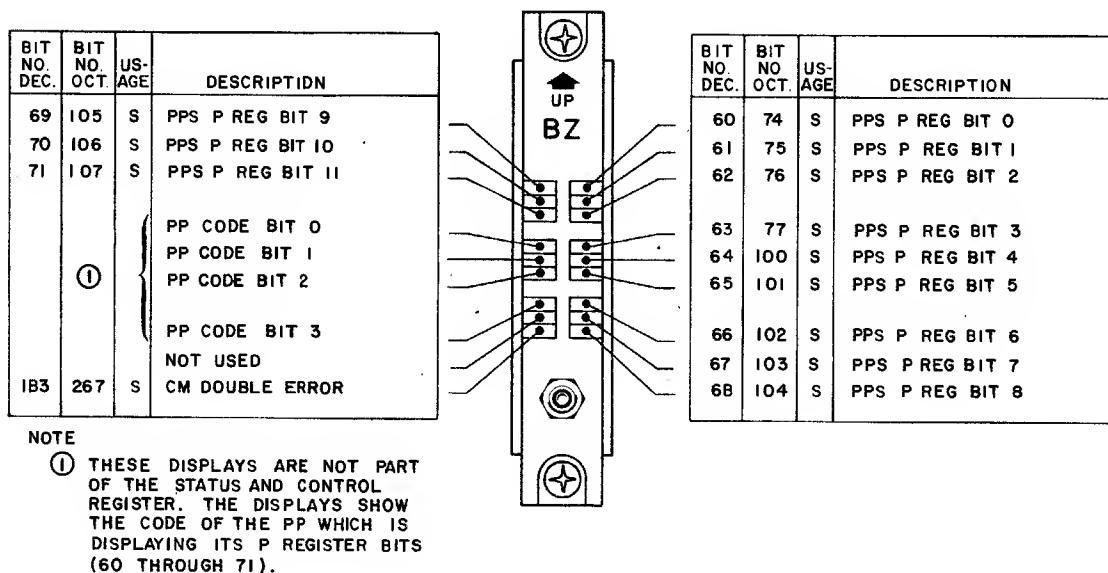 BIT NO. DEC. BIT NO. OCT. US-AGE DESCRIPTION
69 105 S PPS P REG BIT 9
70 106 S PPS P REG BIT 10
71 107 S PPS P REG BIT 11
PP CODE BIT 0
PP CODE BIT 1
① PP CODE BIT 2
PP CODE BIT 3
NOT USED
183 267 S CM DOUBLE ERROR
NOTE
① THESE DISPLAYS ARE NOT PART
OF THE STATUS AND CONTROL
REGISTER. THE DISPLAYS SHOW
THE CODE OF THE PP WHICH IS
DISPLAYING ITS P REGISTER BITS
(60 THROUGH 71).
UP
BZ
BIT NO. DEC. BIT NO OCT. US-AGE DESCRIPTION
60 74 S PPS P REG BIT 0
61 75 S PPS P REG BIT 1
62 76 S PPS P REG BIT 2
63 77 S PPS P REG BIT 3
64 100 S PPS P REG BIT 4
65 101 S PPS P REG BIT 5
66 102 S PPS P REG BIT 6
67 103 S PPS P REG BIT 7
68 104 S PPS P REG BIT 8